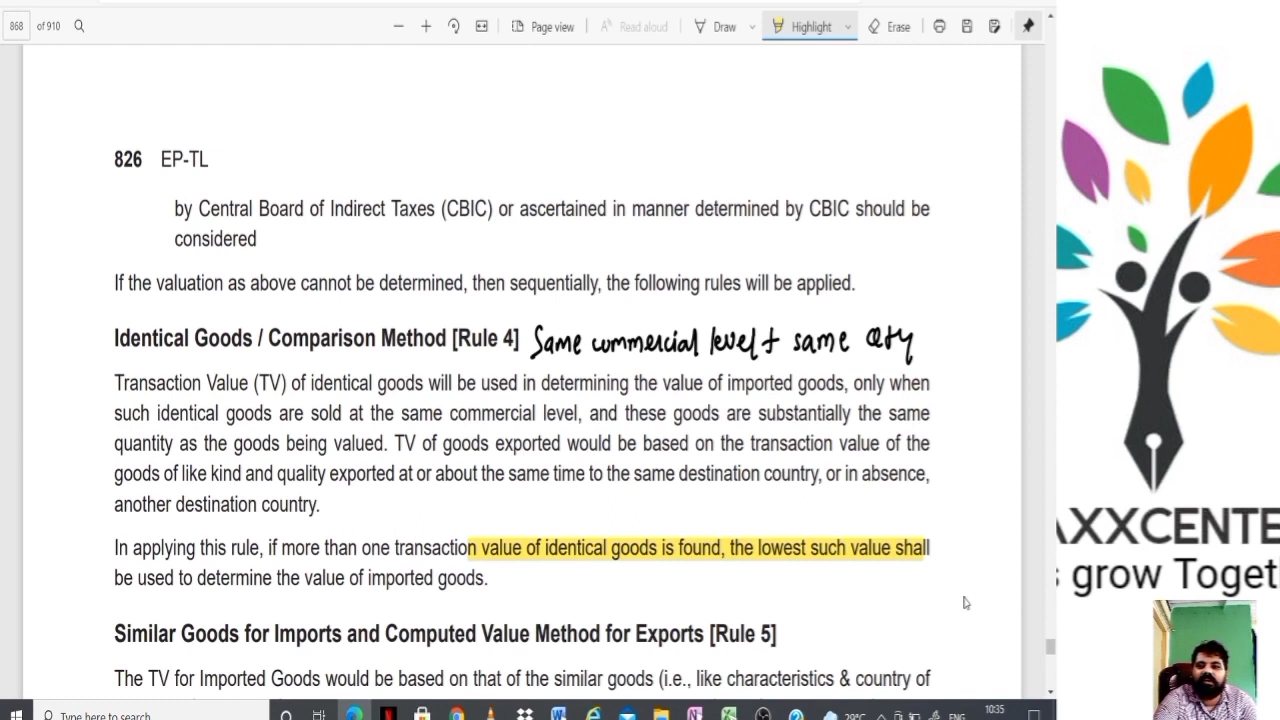 868 of 910
Page view
Read aloud
Draw
Highlight
Erase
826 EP-TL
by Central Board of Indirect Taxes (CBIC) or ascertained in manner determined by CBIC should be
considered
If the valuation as above cannot be determined, then sequentially, the following rules will be applied.
Identical Goods / Comparison Method [Rule 4] Same commercial level + same Qty
Transaction Value (TV) of identical goods will be used in determining the value of imported goods, only when
such identical goods are sold at the same commercial level, and these goods are substantially the same
quantity as the goods being valued. TV of goods exported would be based on the transaction value of the
goods of like kind and quality exported at or about the same time to the same destination country, or in absence,
another destination country.
In applying this rule, if more than one transaction value of identical goods is found, the lowest such value shall
be used to determine the value of imported goods.
Similar Goods for Imports and Computed Value Method for Exports [Rule 5]
The TV for Imported Goods would be based on that of the similar goods (i.e., like characteristics & country of
AXXCENTE
s grow Togeth
Type here to search
29°C
ENG
10:35